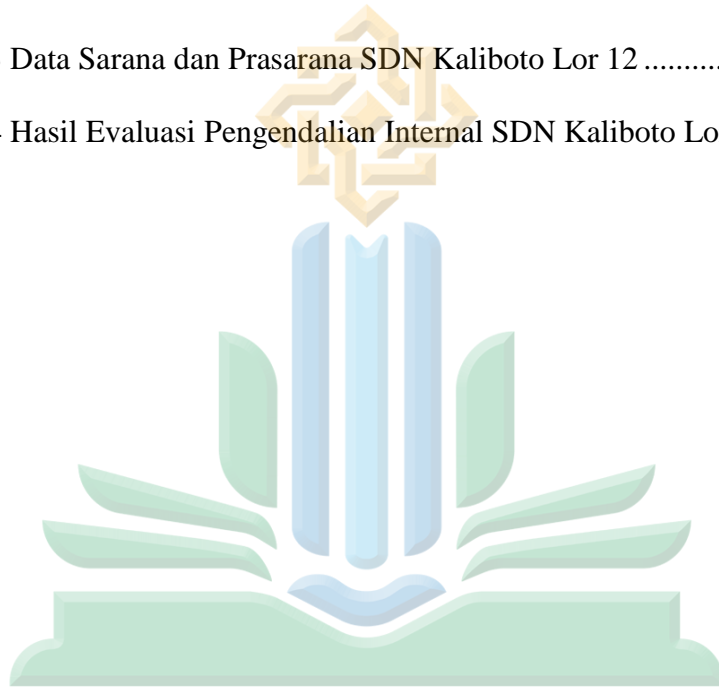 Data Sarana dan Prasarana SDN Kaliboto Lor 12 ..........
Hasil Evaluasi Pengendalian Internal SDN Kaliboto Lo